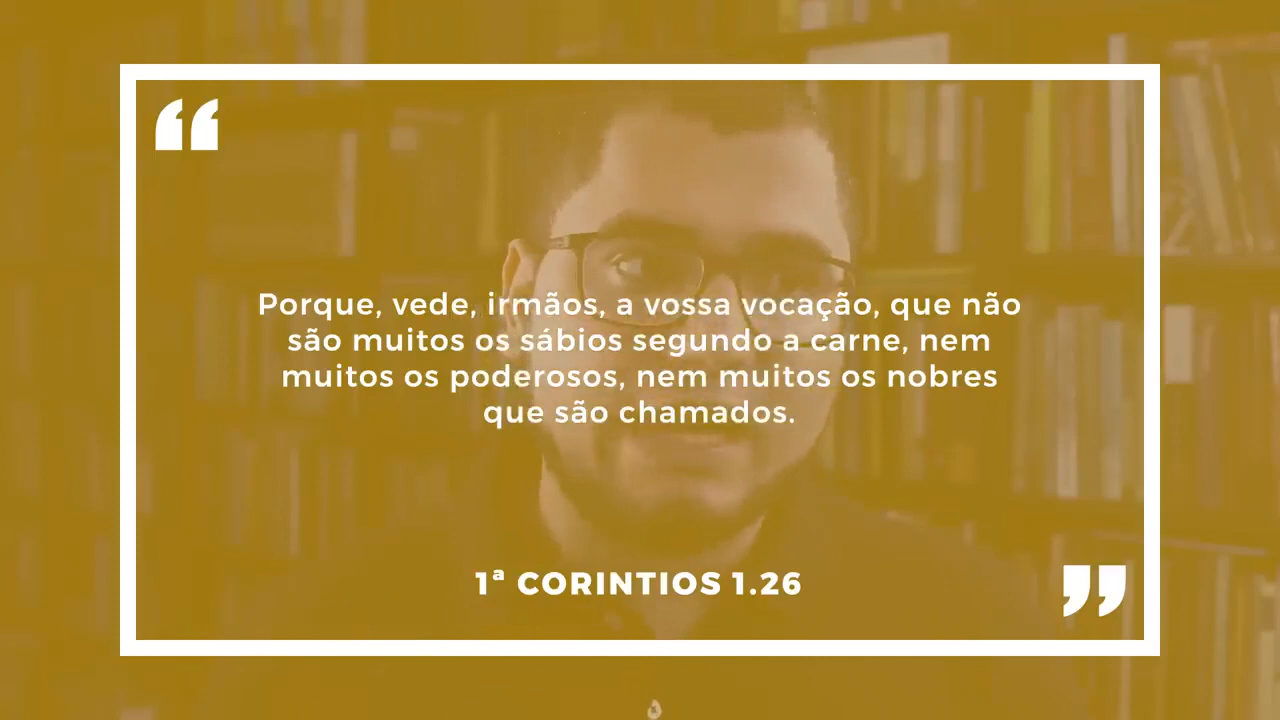 “
Porque, vede, irmãos, a vossa vocação, que não
são muitos os sábios segundo a carne, nem
muitos os poderosos, nem muitos os nobres
que são chamados.
1ª CORINTIOS 1.26
”